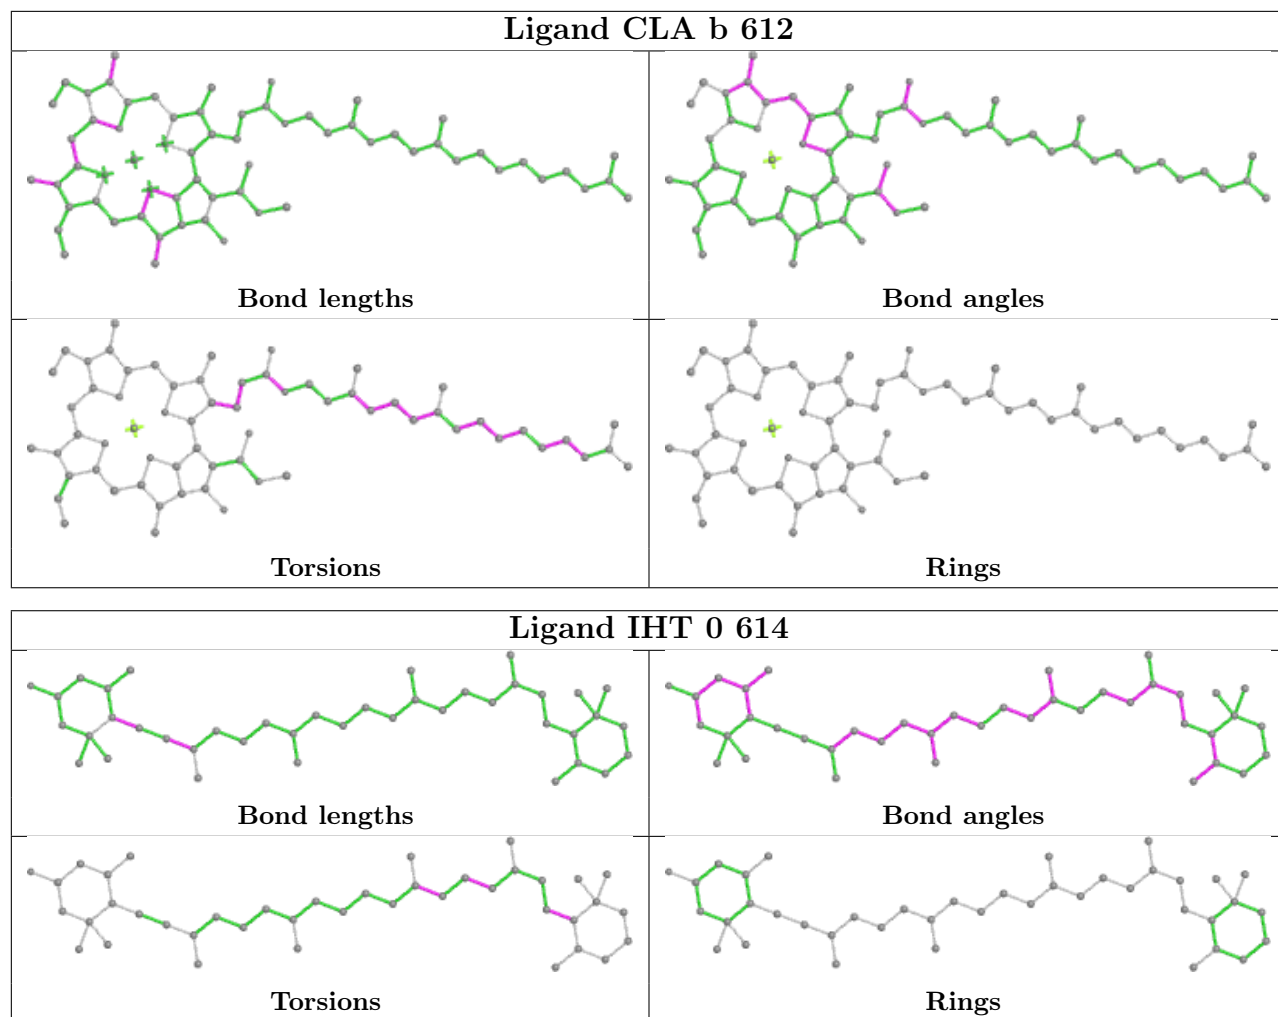 Ligand CLA b 612
Bond lengths
Bond angles
Torsions
Rings
Ligand IHT 0 614
Bond lengths
Bond angles
Torsions
Rings